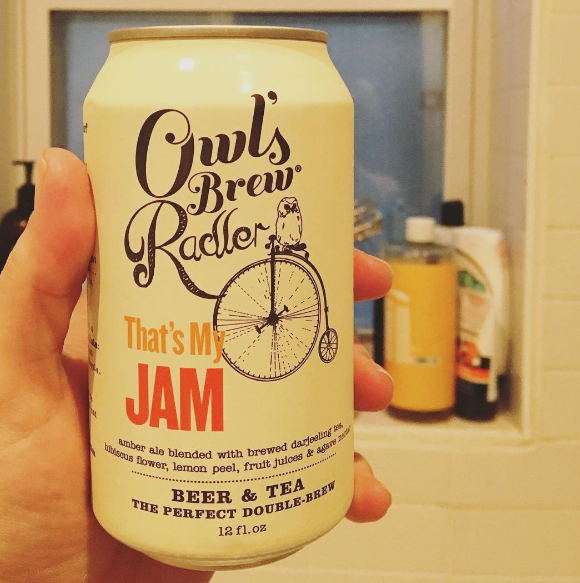 Owl's
Brew®
Radler
That's My
JAM
amber ale blended with brewed darjeeling tea,
hibiscus flower, lemon peel, fruit juices & agave nectar
BEER & TEA
THE PERFECT DOUBLE-BREW
12 fl.oz